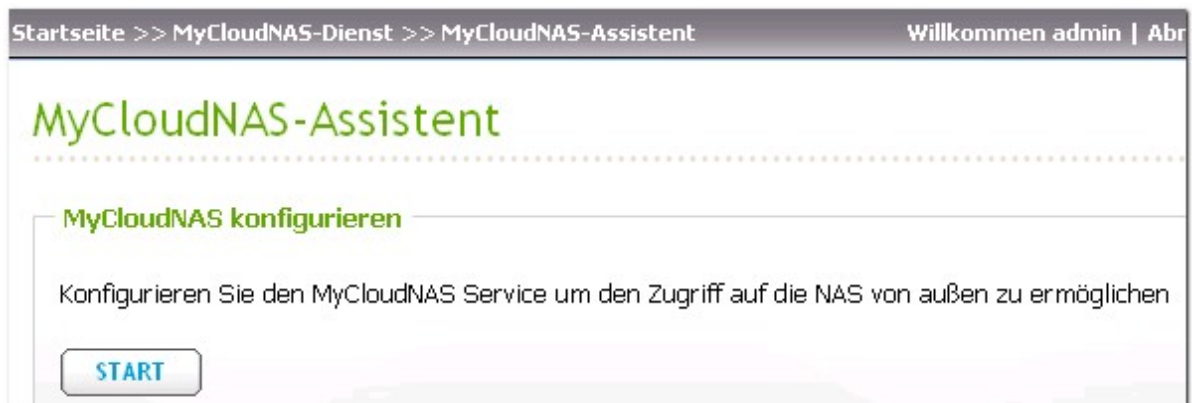 Startseite >> MyCloudNAS-Dienst >> MyCloudNAS-Assistent Willkommen admin | Abr
MyCloudNAS-Assistent
MyCloudNAS konfigurieren
Konfigurieren Sie den MyCloudNAS Service um den Zugriff auf die NAS von außen zu ermöglichen
START